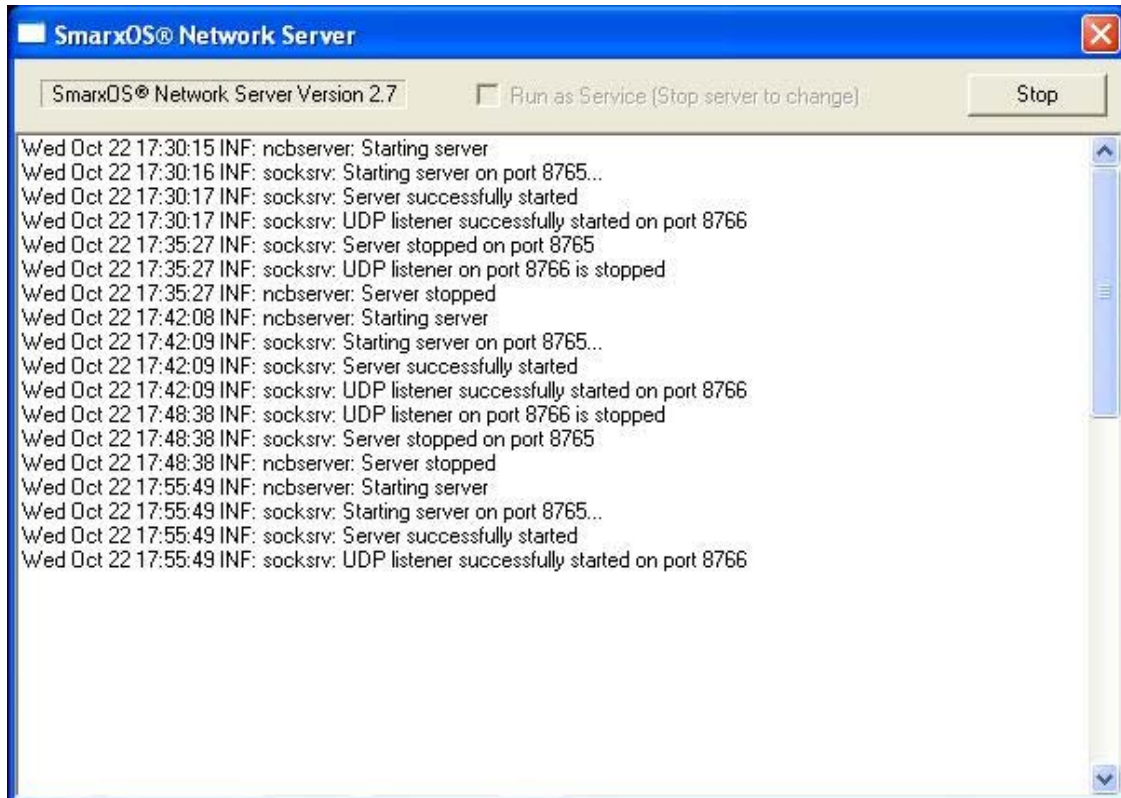 SmarxOS® Network Server
SmarxOS® Network Server Version 2.7
Run as Service (Stop server to change)
Stop
Wed Oct 22 17:30:15 INF: ncbserver: Starting server
Wed Oct 22 17:30:16 INF: socksrv: Starting server on port 8765...
Wed Oct 22 17:30:17 INF: socksrv: Server successfully started
Wed Oct 22 17:30:17 INF: socksrv: UDP listener successfully started on port 8766
Wed Oct 22 17:35:27 INF: socksrv: Server stopped on port 8765
Wed Oct 22 17:35:27 INF: socksrv: UDP listener on port 8766 is stopped
Wed Oct 22 17:35:27 INF: ncbserver: Server stopped
Wed Oct 22 17:42:08 INF: ncbserver: Starting server
Wed Oct 22 17:42:09 INF: socksrv: Starting server on port 8765...
Wed Oct 22 17:42:09 INF: socksrv: Server successfully started
Wed Oct 22 17:42:09 INF: socksrv: UDP listener successfully started on port 8766
Wed Oct 22 17:48:38 INF: socksrv: UDP listener on port 8766 is stopped
Wed Oct 22 17:48:38 INF: socksrv: Server stopped on port 8765
Wed Oct 22 17:48:38 INF: ncbserver: Server stopped
Wed Oct 22 17:55:49 INF: ncbserver: Starting server
Wed Oct 22 17:55:49 INF: socksrv: Starting server on port 8765...
Wed Oct 22 17:55:49 INF: socksrv: Server successfully started
Wed Oct 22 17:55:49 INF: socksrv: UDP listener successfully started on port 8766